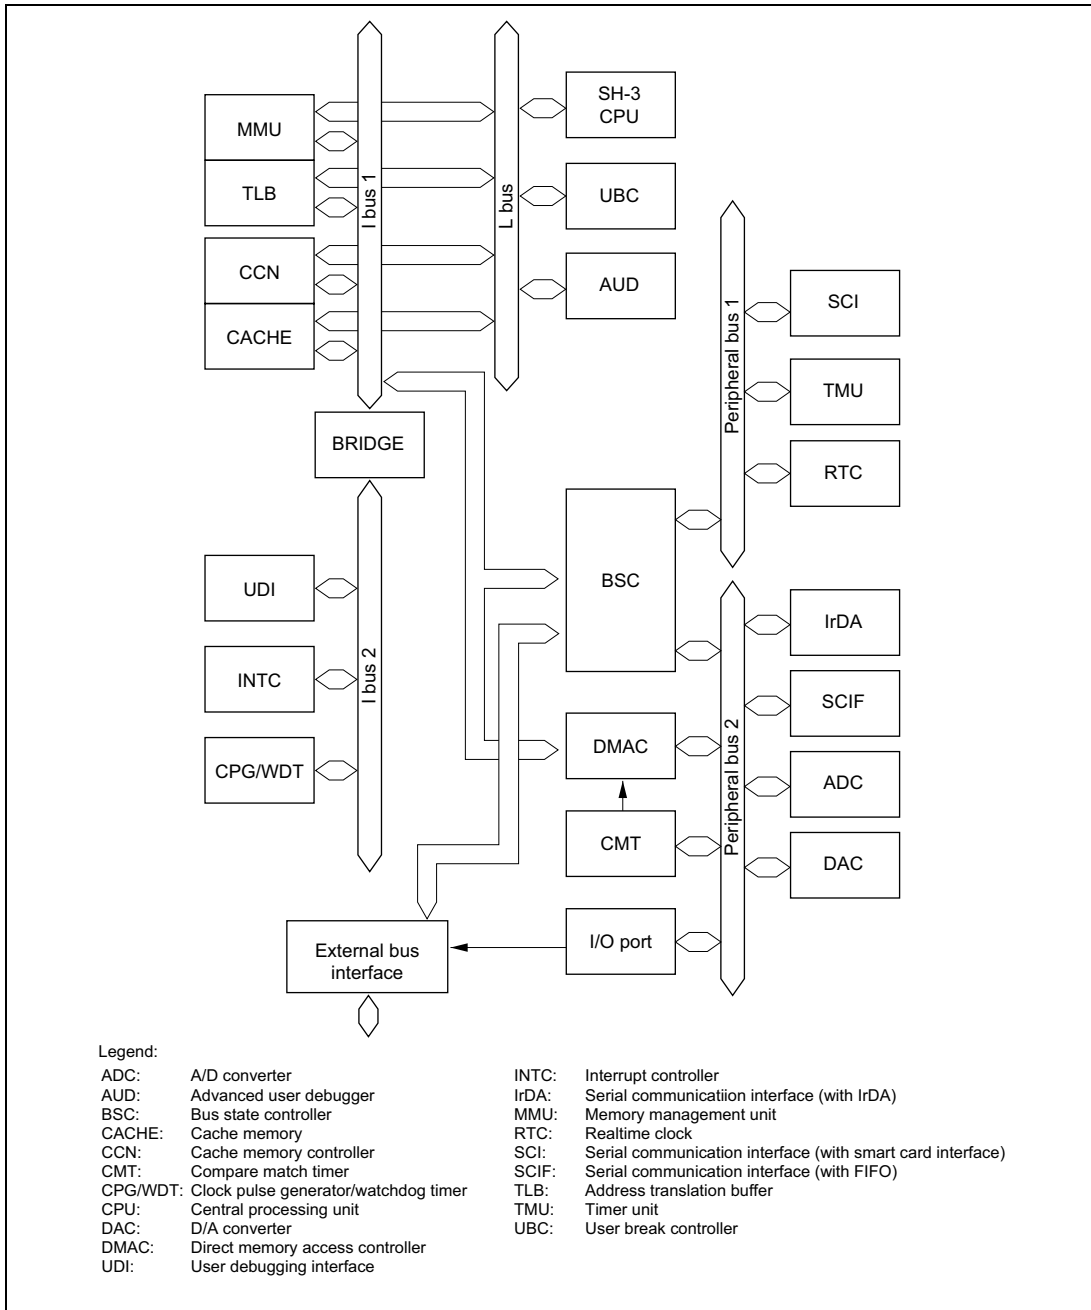 SH-3
CPU
MMU
TLB
I bus 1
L bus
UBC
CCN
AUD
CACHE
Peripheral bus 1
SCI
TMU
BRIDGE
RTC
BSC
UDI
IrDA
I bus 2
INTC
SCIF
DMAC
Peripheral bus 2
CPG/WDT
ADC
CMT
DAC
External bus
interface
I/O port
Legend:
ADC: A/D converter
AUD: Advanced user debugger
BSC: Bus state controller
CACHE: Cache memory
CCN: Cache memory controller
CMT: Compare match timer
CPG/WDT: Clock pulse generator/watchdog timer
CPU: Central processing unit
DAC: D/A converter
DMAC: Direct memory access controller
UDI: User debugging interface
INTC: Interrupt controller
IrDA: Serial communicatiion interface (with IrDA)
MMU: Memory management unit
RTC: Realtime clock
SCI: Serial communication interface (with smart card interface)
SCIF: Serial communication interface (with FIFO)
TLB: Address translation buffer
TMU: Timer unit
UBC: User break controller